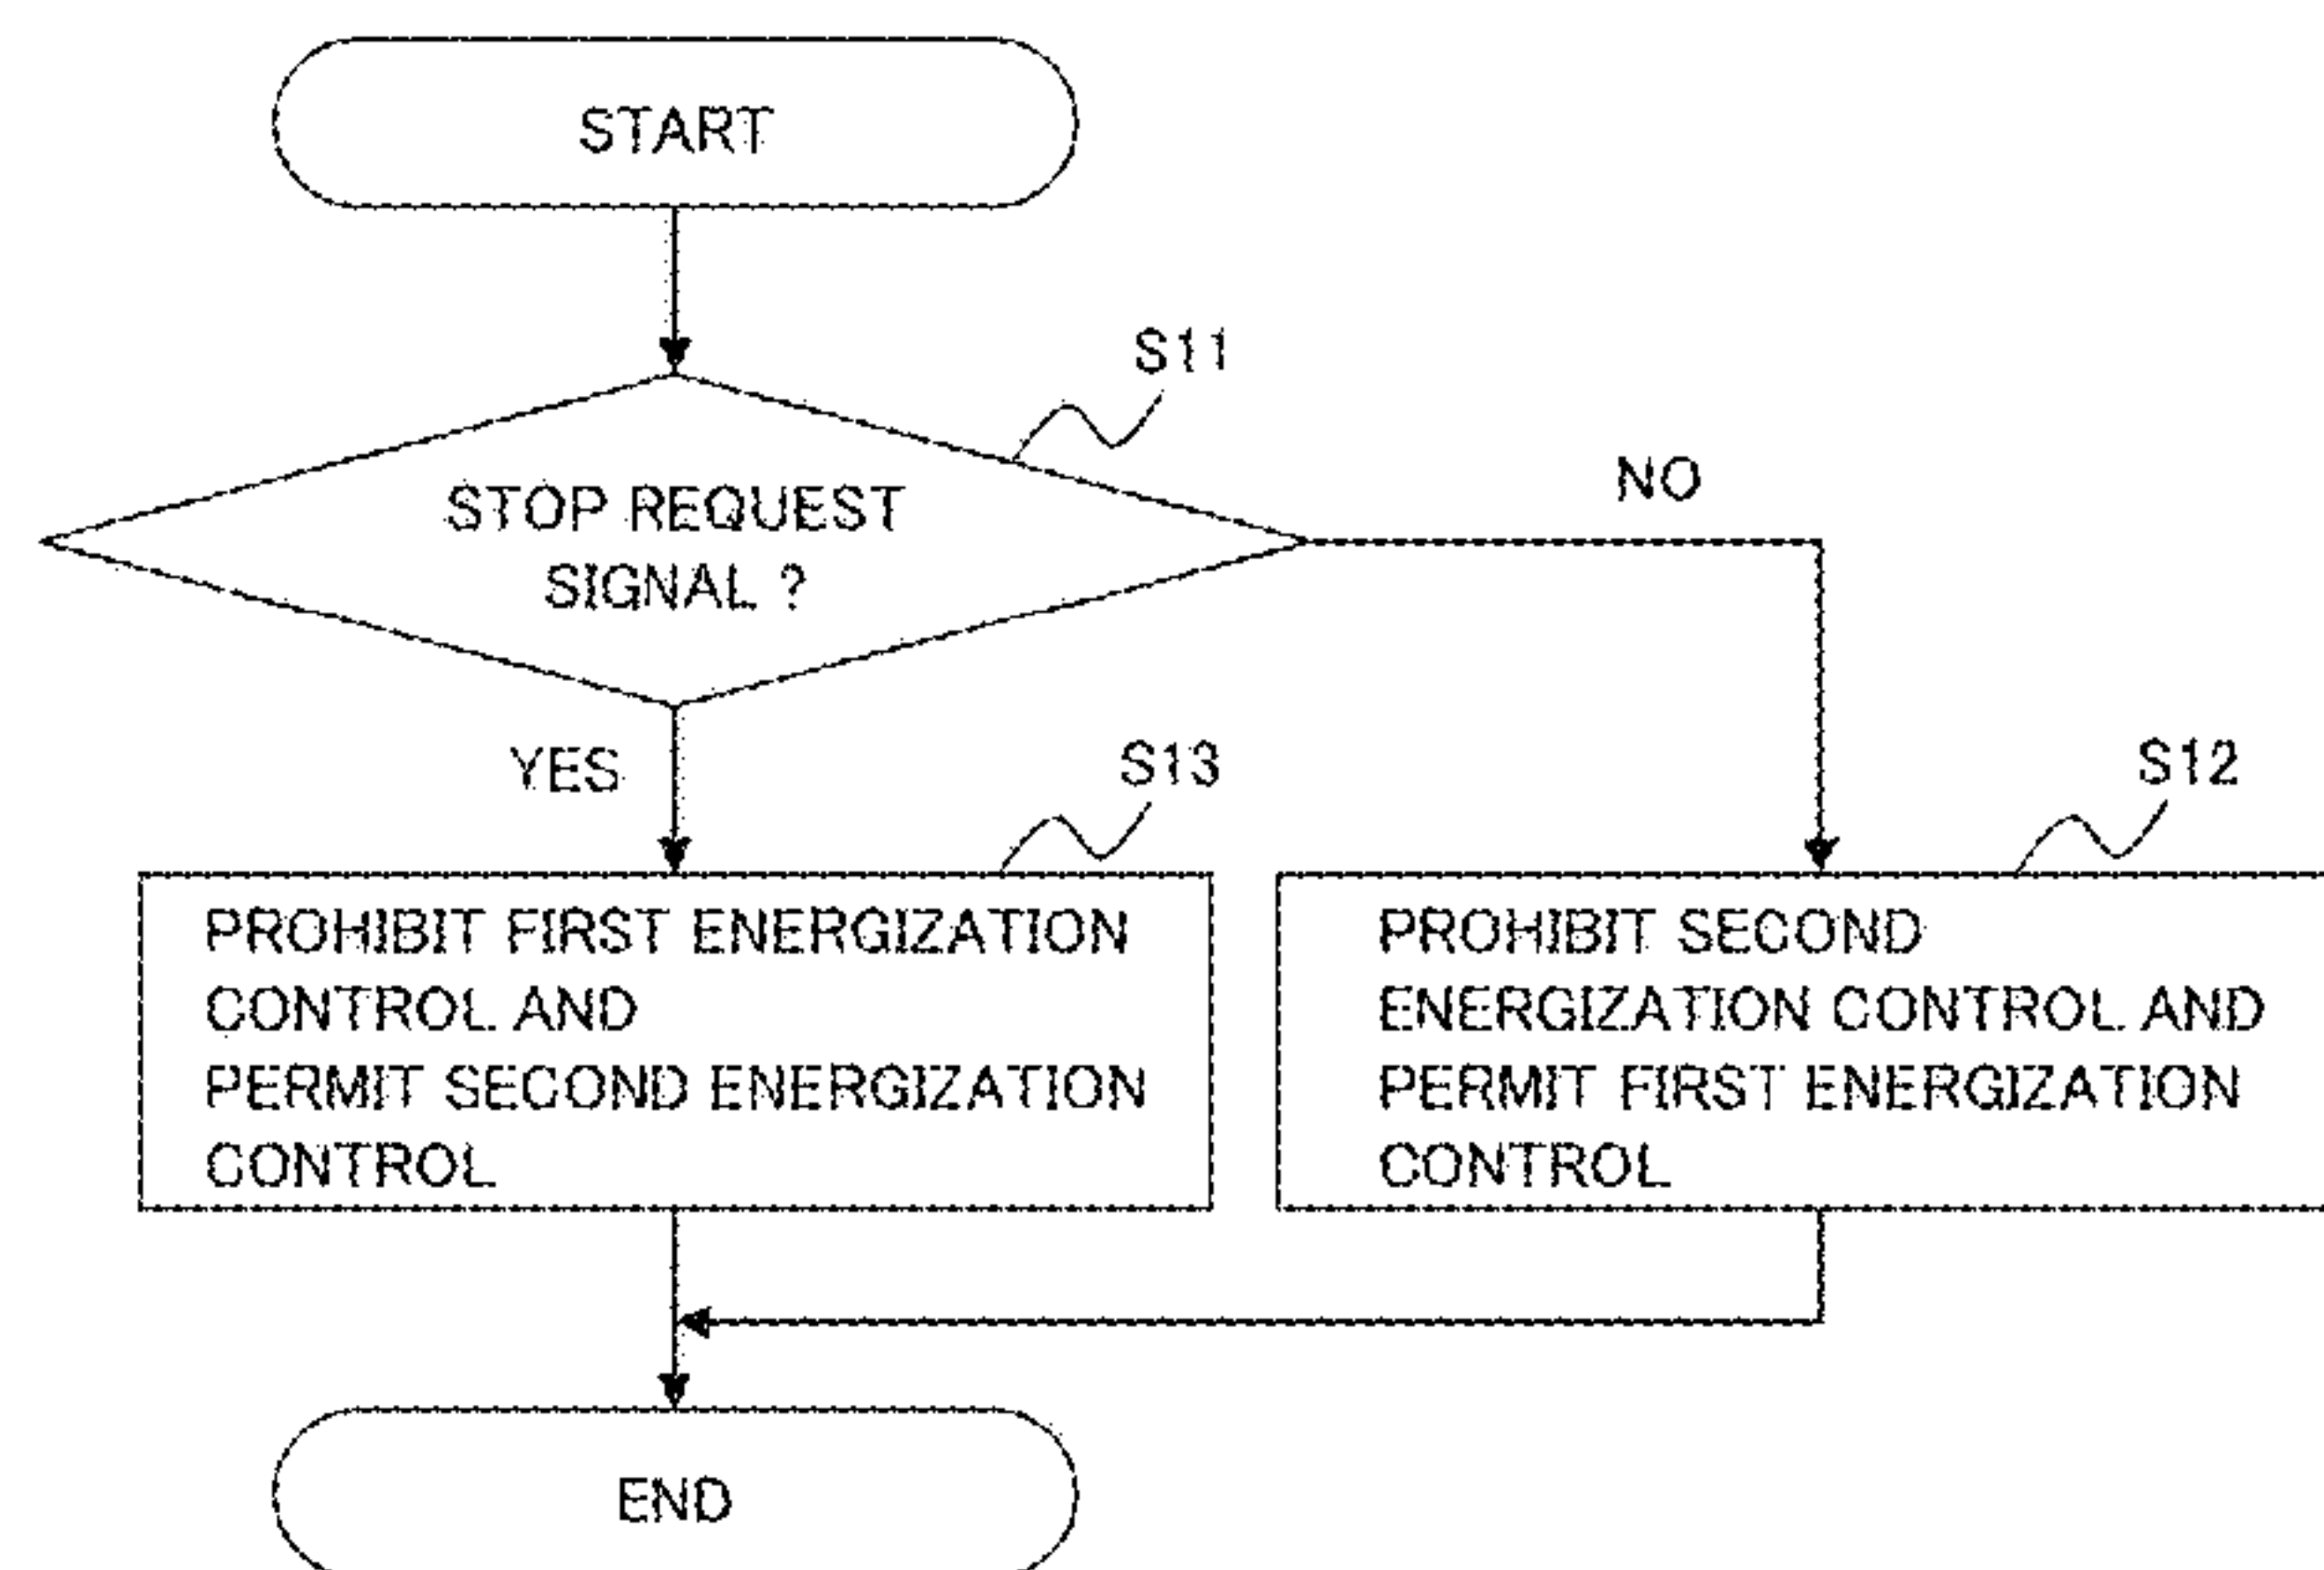 START
S11
STOP REQUEST
SIGNAL ?
NO
YES
S13
S12
PROHIBIT FIRST ENERGIZATION
CONTROL AND
PERMIT SECOND ENERGIZATION
CONTROL
PROHIBIT SECOND
ENERGIZATION CONTROL AND
PERMIT FIRST ENERGIZATION
CONTROL
END